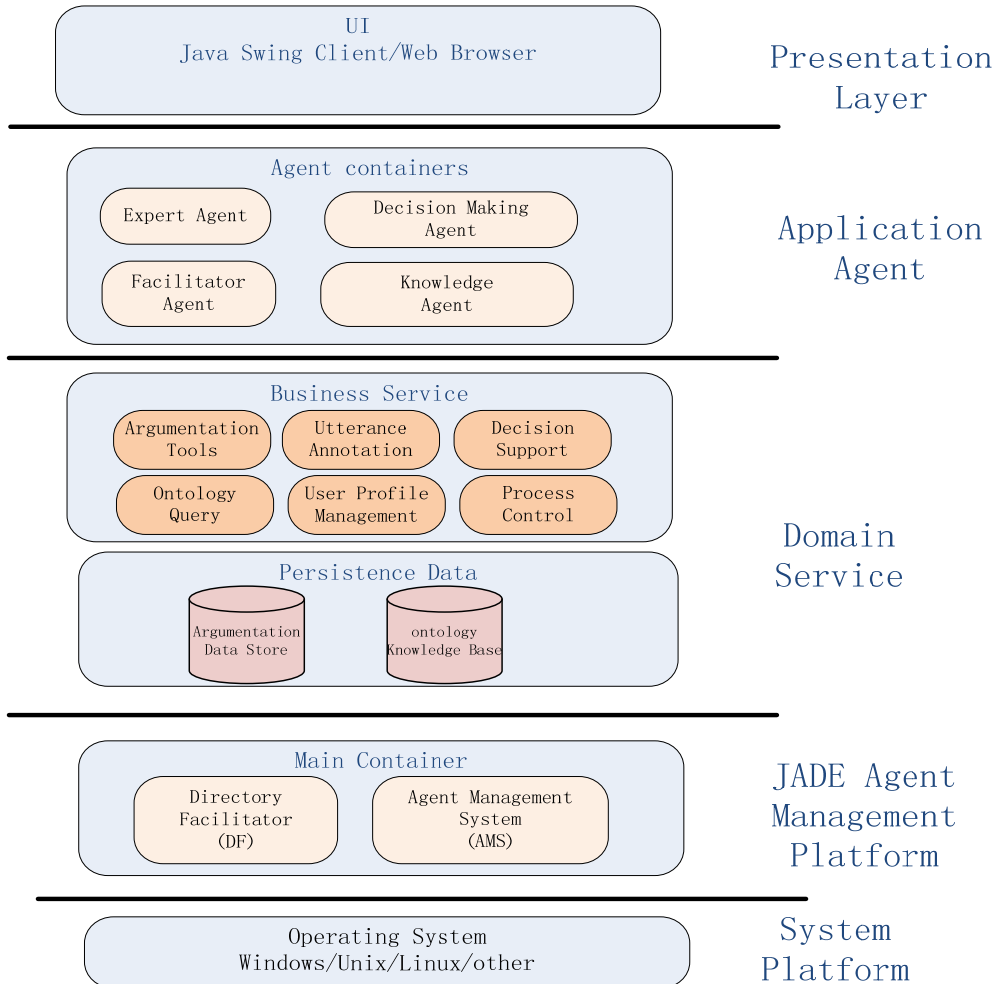 UI
Java Swing Client/Web Browser
Presentation
Layer
Agent containers
Expert Agent
Decision Making
Agent
Facilitator
Agent
Knowledge
Agent
Application
Agent
Business Service
Argumentation
Tools
Utterance
Annotation
Decision
Support
Ontology
Query
User Profile
Management
Process
Control
Persistence Data
Argumentation
Data Store
ontology
Knowledge Base
Domain
Service
Main Container
Directory
Facilitator
(DF)
Agent Management
System
(AMS)
JADE Agent
Management
Platform
Operating System
Windows/Unix/Linux/other
System
Platform